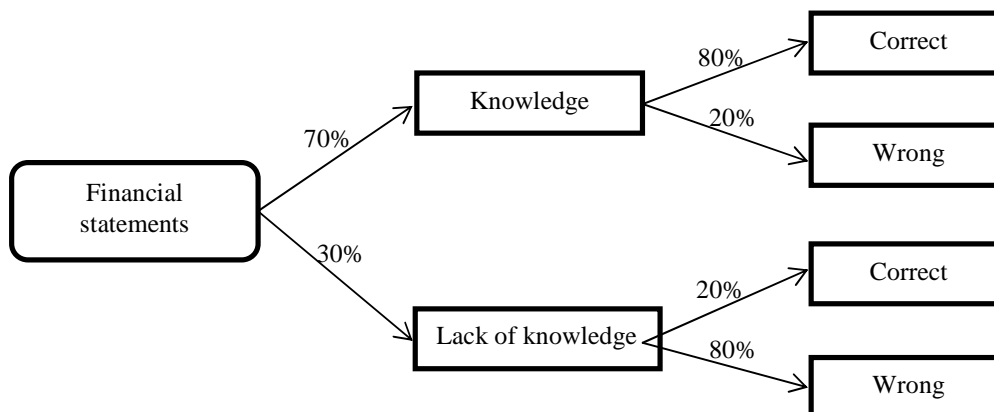 Correct
80%
Knowledge
20%
70%
Wrong
Financial
statements
30%
Correct
20%
Lack of knowledge
80%
Wrong